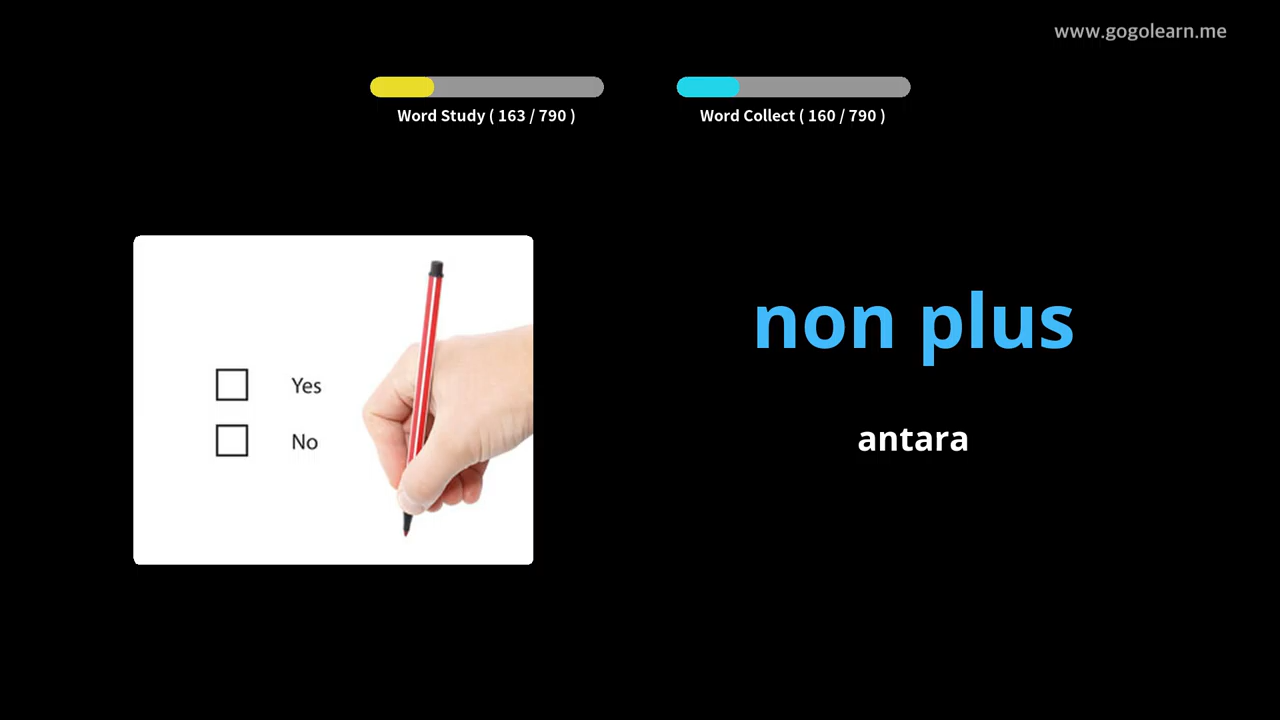 www.gogolearn.me
Word Study ( 163 / 790 )
Word Collect ( 160 / 790 )
Yes
No
non plus
antara